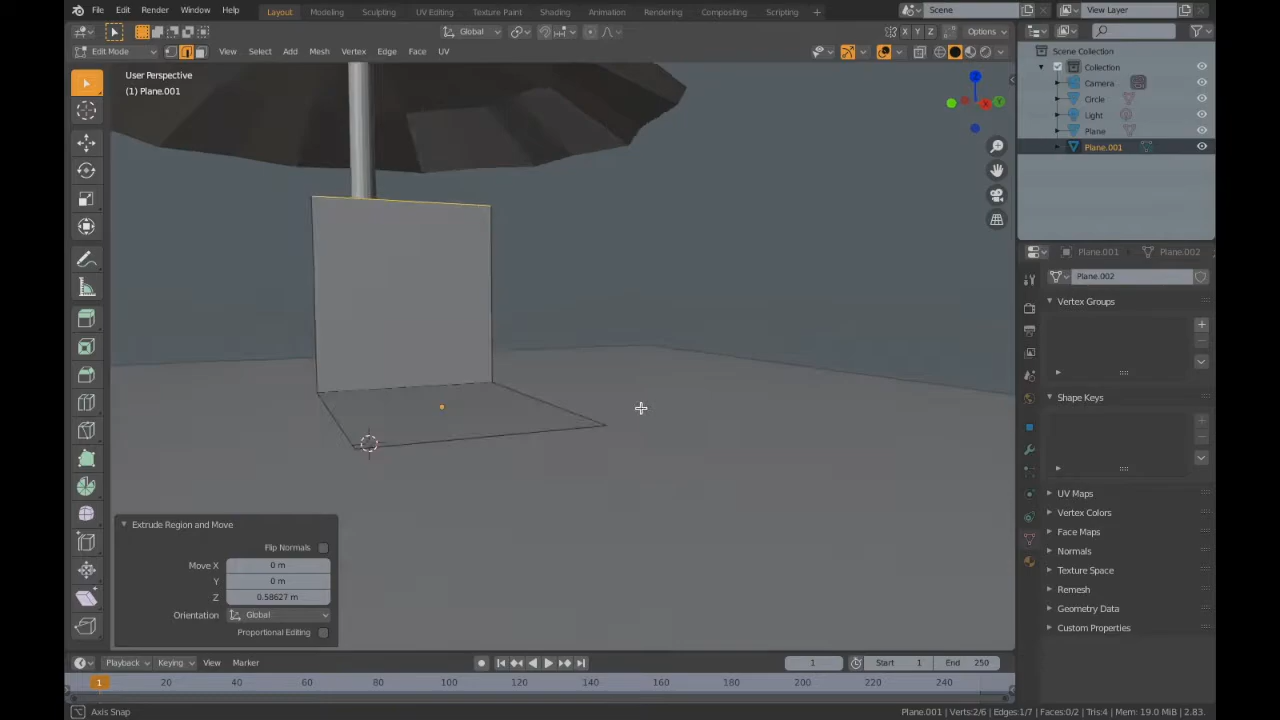 File Edit Render Window Help Layout Modeling Sculpting UV Editing Texture Paint Shading Animation Rendering Compositing Scripting + Scene View Layer
Global X Y Z Options
Edit Mode View Select Add Mesh Vertex Edge Face UV
User Perspective
(1) Plane.001
Scene Collection
Collection
Camera
Circle
Light
Plane
Plane.001
Z
X
Y
Plane.001 Plane.002
Plane.002
Vertex Groups
Shape Keys
UV Maps
Vertex Colors
Face Maps
Normals
Texture Space
Remesh
Geometry Data
Custom Properties
Extrude Region and Move
Flip Normals
Move X 0 m
Y 0 m
Z 0.58627 m
Orientation Global
Proportional Editing
Playback Keying View Marker 1 Start 1 End 250
1 20 40 60 80 100 120 140 160 180 200 220 240
Axis Snap Plane.001 | Verts:2/6 | Edges:1/7 | Faces:0/2 | Tris:4 | Mem: 19.0 MiB | 2.83.